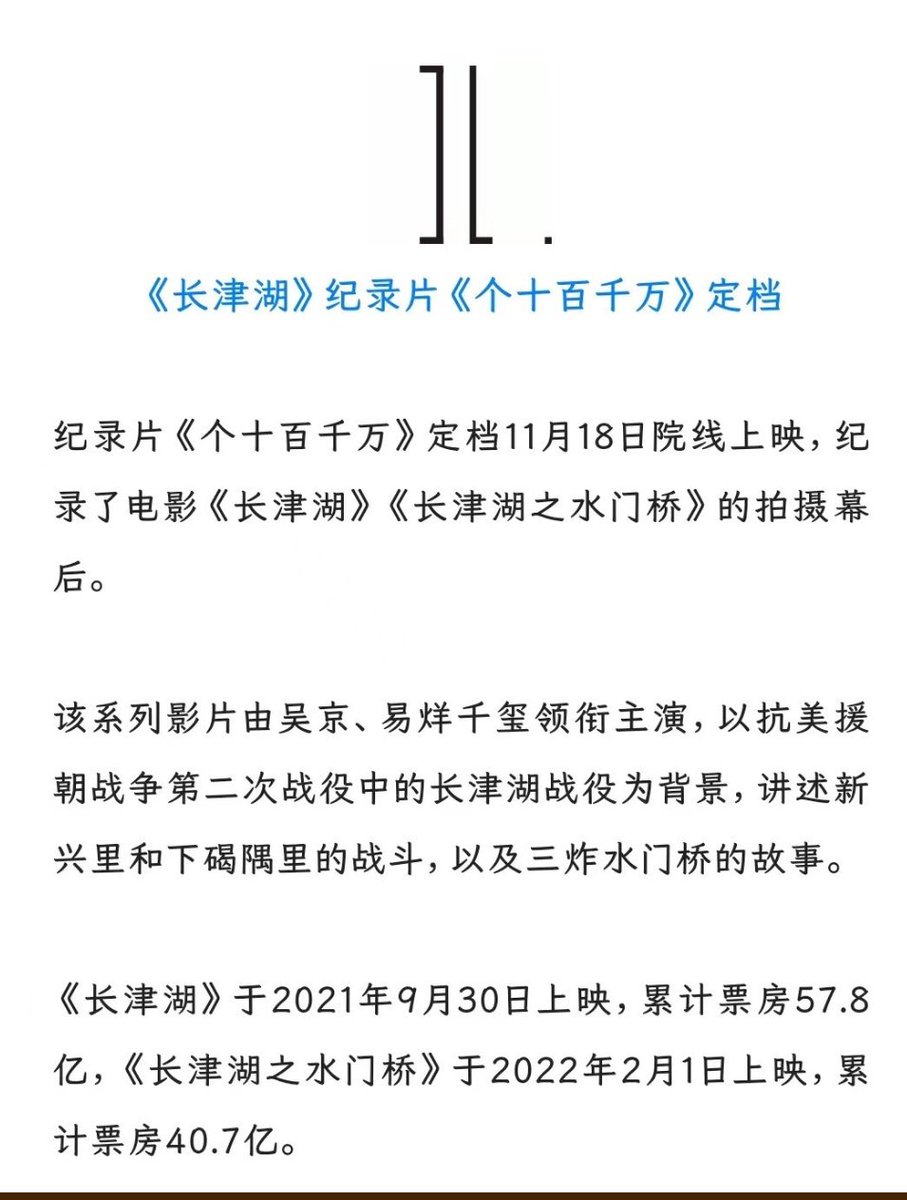 《长津湖》纪录片《个十百千万》定档
纪录片《个十百千万》定档11月18日院线上映，纪
录了电影《长津湖》《长津湖之水门桥》的拍摄幕
后。
该系列影片由吴京、易烊千玺领衔主演，以抗美援
朝战争第二次战役中的长津湖战役为背景，讲述新
兴里和下碣隅里的战斗，以及三炸水门桥的故事。
《长津湖》于2021年9月30日上映，累计票房57.8
亿，《长津湖之水门桥》于2022年2月1日上映，累
计票房40.7亿。